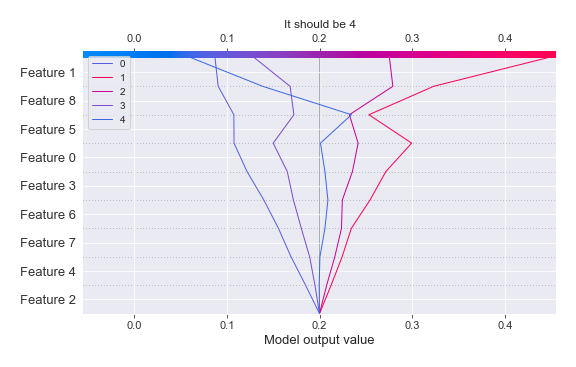 It should be 4
0.0 0.1 0.2 0.3 0.4
0
1
2
3
4
Feature 1
Feature 8
Feature 5
Feature 0
Feature 3
Feature 6
Feature 7
Feature 4
Feature 2
0.0 0.1 0.2 0.3 0.4
Model output value